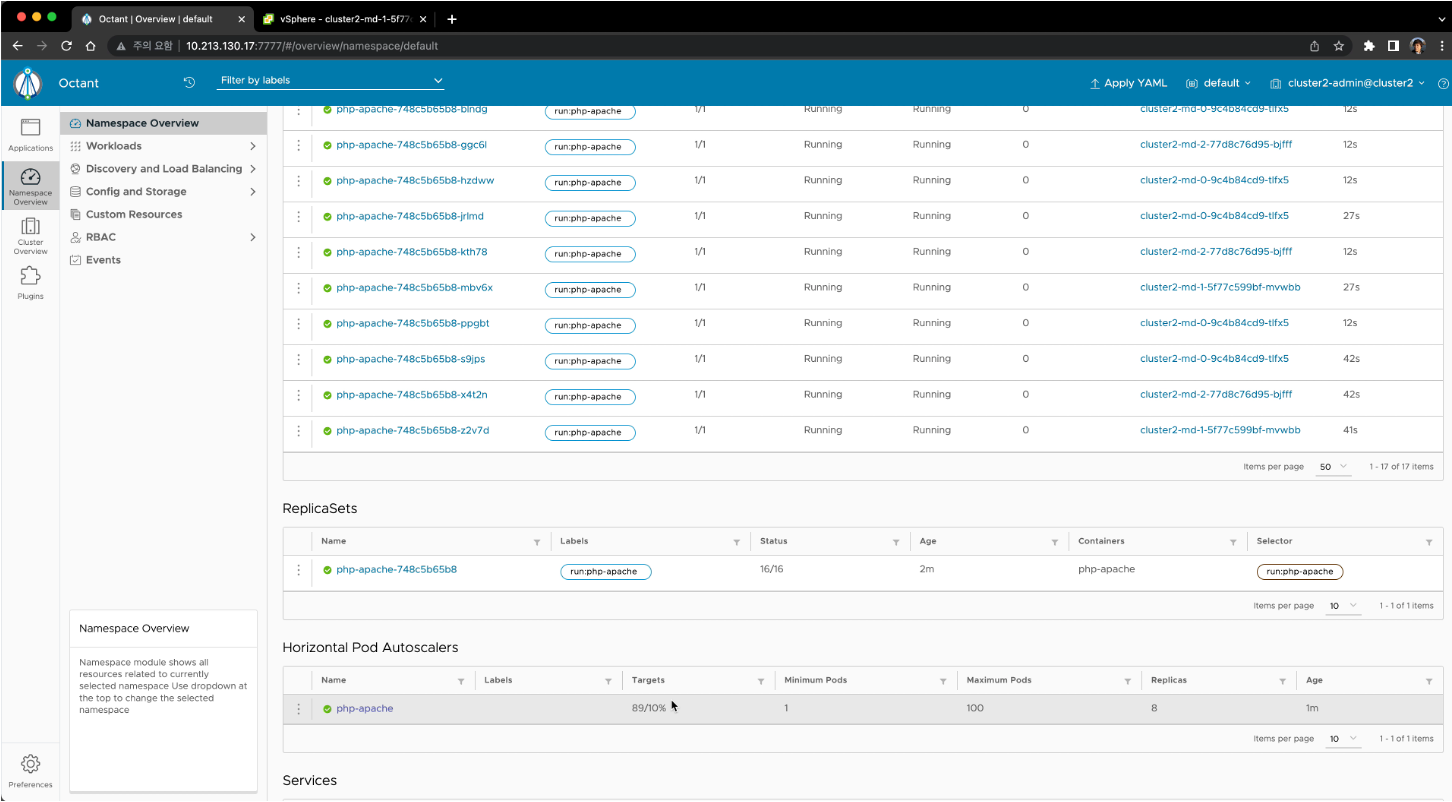 Octant | Overview | default
vSphere - cluster2-md-1-5f77c
주의 요함 10.213.130.17:7777/#/overview/namespace/default
Octant Filter by labels Apply YAML default cluster2-admin@cluster2
Applications
Namespace Overview
Cluster Overview
Plugins
Preferences
Namespace Overview
Workloads
Discovery and Load Balancing
Config and Storage
Custom Resources
RBAC
Events
Namespace Overview
Namespace module shows all
resources related to currently
selected namespace Use dropdown at
the top to change the selected
namespace
php-apache-748c5b65b8-blndg run:php-apache 1/1 Running Running 0 cluster2-md-0-9c4b84cd9-tlfx5 12s
php-apache-748c5b65b8-ggc6l run:php-apache 1/1 Running Running 0 cluster2-md-2-77d8c76d95-bjfff 12s
php-apache-748c5b65b8-hzdww run:php-apache 1/1 Running Running 0 cluster2-md-0-9c4b84cd9-tlfx5 12s
php-apache-748c5b65b8-jrlmd run:php-apache 1/1 Running Running 0 cluster2-md-0-9c4b84cd9-tlfx5 27s
php-apache-748c5b65b8-kth78 run:php-apache 1/1 Running Running 0 cluster2-md-2-77d8c76d95-bjfff 12s
php-apache-748c5b65b8-mbv6x run:php-apache 1/1 Running Running 0 cluster2-md-1-5f77c599bf-mvwbb 27s
php-apache-748c5b65b8-ppgbt run:php-apache 1/1 Running Running 0 cluster2-md-0-9c4b84cd9-tlfx5 12s
php-apache-748c5b65b8-s9jps run:php-apache 1/1 Running Running 0 cluster2-md-0-9c4b84cd9-tlfx5 42s
php-apache-748c5b65b8-x4t2n run:php-apache 1/1 Running Running 0 cluster2-md-2-77d8c76d95-bjfff 42s
php-apache-748c5b65b8-z2v7d run:php-apache 1/1 Running Running 0 cluster2-md-1-5f77c599bf-mvwbb 41s
Items per page 50 1 - 17 of 17 items
ReplicaSets
Name Labels Status Age Containers Selector
php-apache-748c5b65b8 run:php-apache 16/16 2m php-apache run:php-apache
Items per page 10 1 - 1 of 1 items
Horizontal Pod Autoscalers
Name Labels Targets Minimum Pods Maximum Pods Replicas Age
php-apache 89/10% 1 100 8 1m
Items per page 10 1 - 1 of 1 items
Services